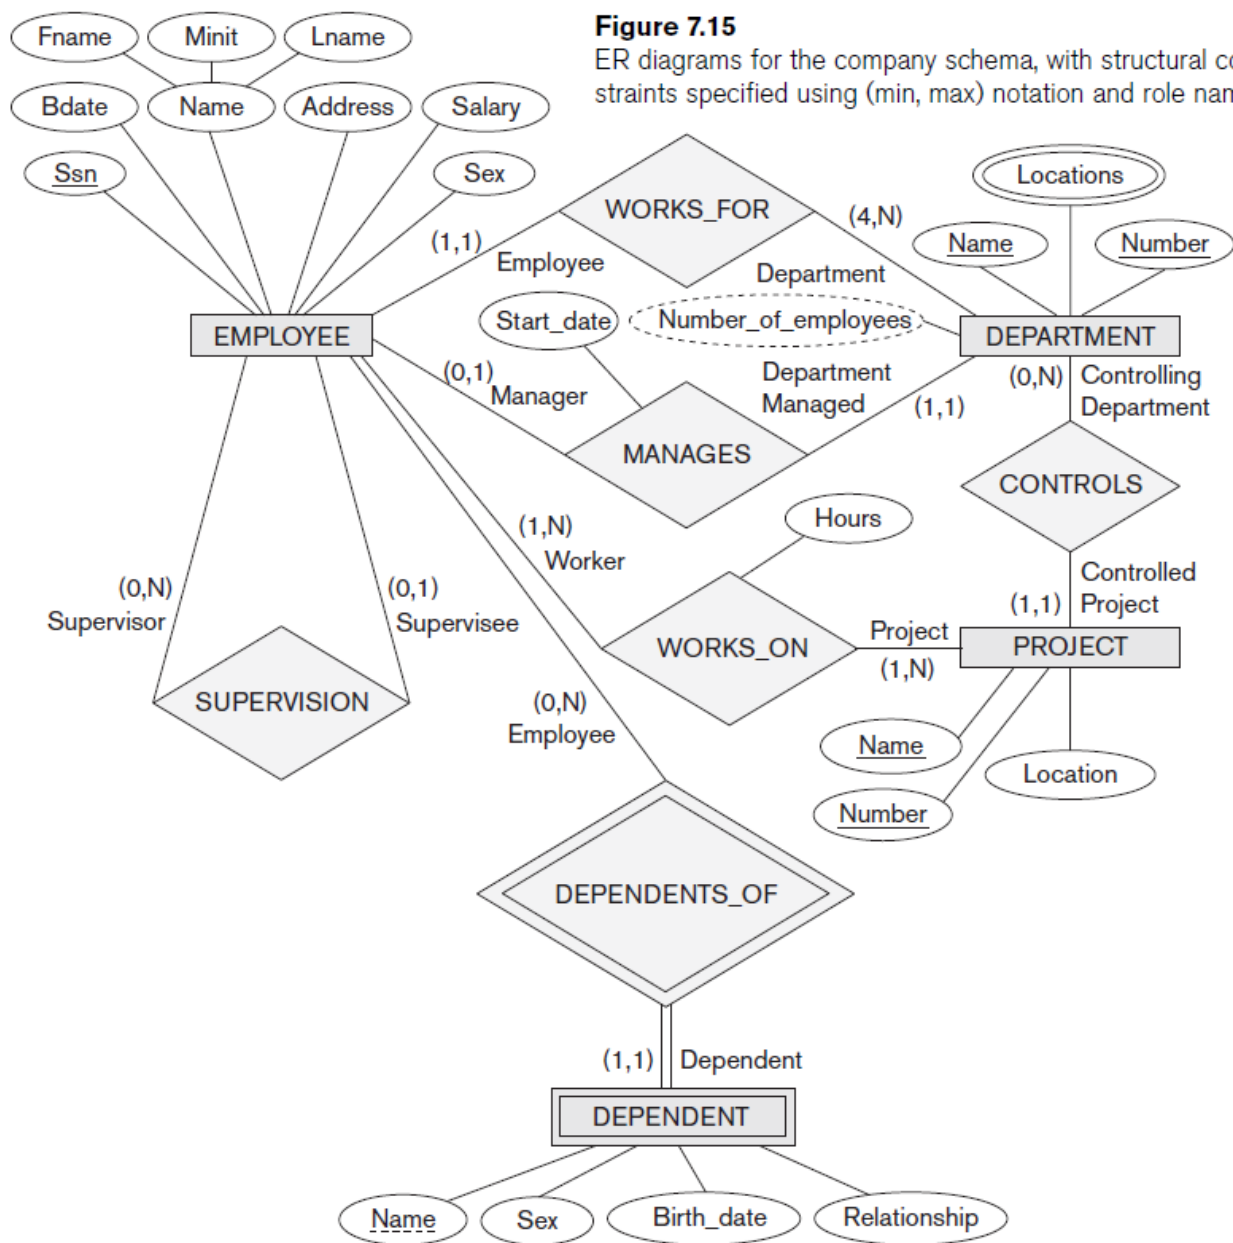 Figure 7.15
ER diagrams for the company schema, with structural co
straints specified using (min, max) notation and role nam
Fname
Minit
Lname
Bdate
Name
Address
Salary
Ssn
Sex
WORKS_FOR
Locations
Name
Number
(1,1)
Employee
(4,N)
Department
Start_date
Number_of_employees
EMPLOYEE
DEPARTMENT
(0,1)
Manager
Department
Managed
(1,1)
(0,N)
Controlling
Department
MANAGES
CONTROLS
Hours
(1,N)
Worker
(0,N)
Supervisor
(0,1)
Supervisee
Controlled
Project
(1,1)
Project
(1,N)
WORKS_ON
PROJECT
SUPERVISION
(0,N)
Employee
Name
Location
Number
DEPENDENTS_OF
(1,1)
Dependent
DEPENDENT
Name
Sex
Birth_date
Relationship